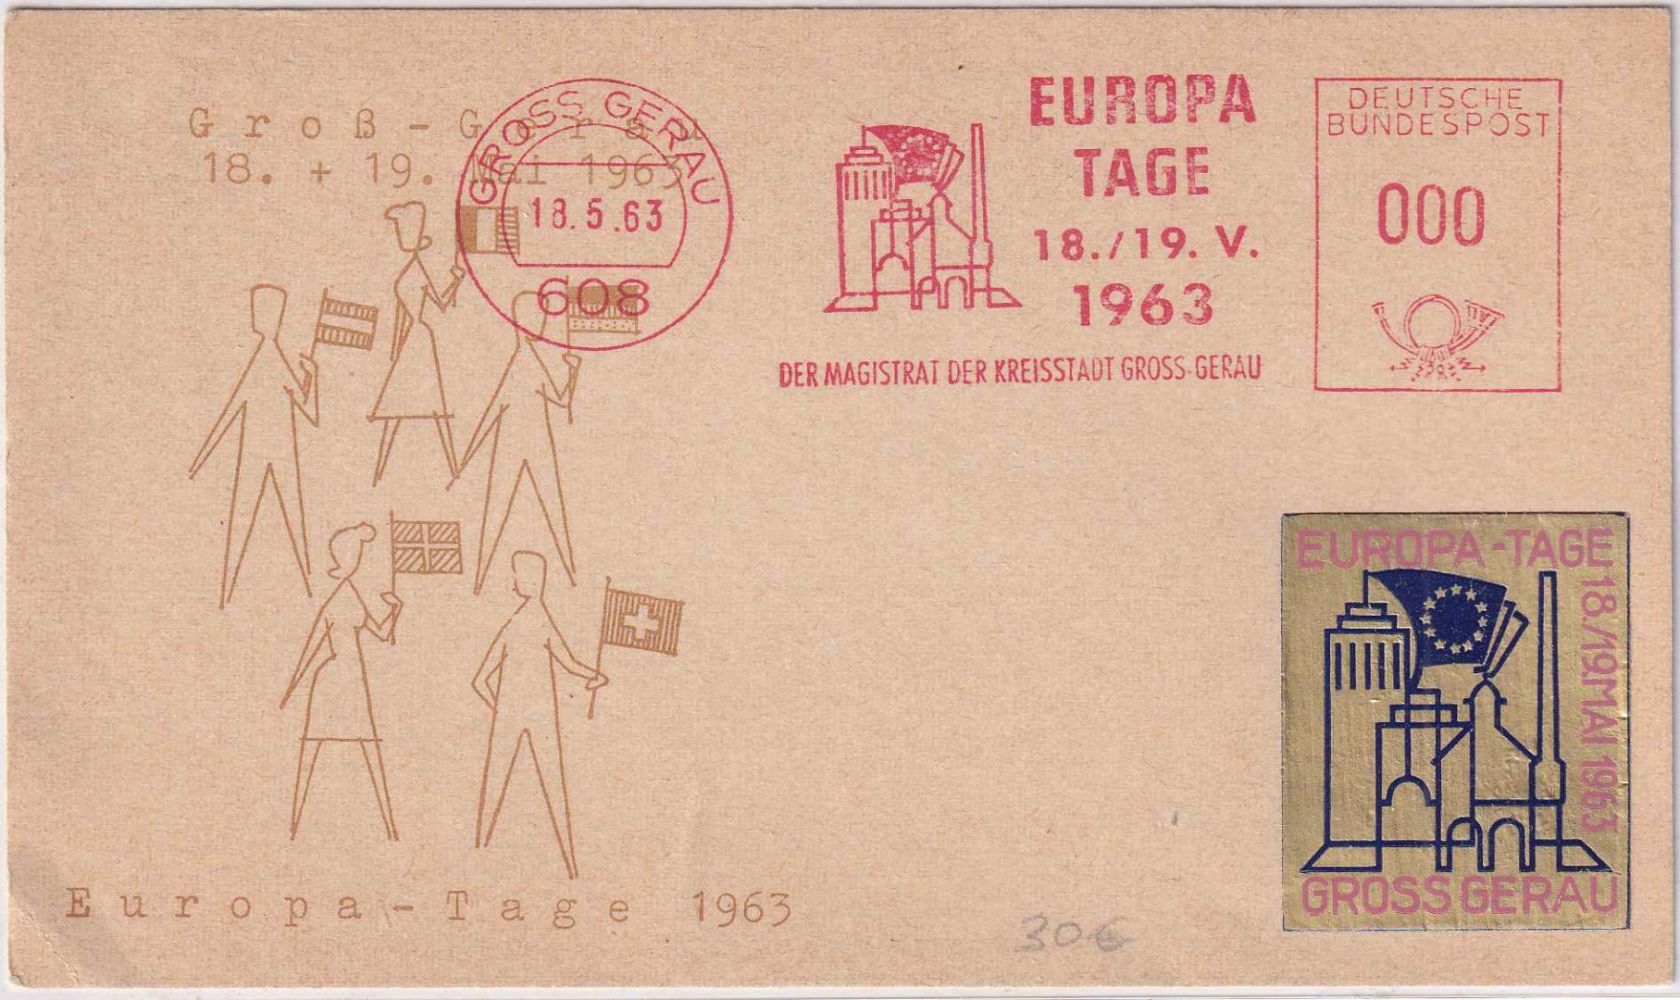 Groß-Gerau
18. + 19. Mai 1963
GROSS GERAU
18.5.63
608
EUROPA
TAGE
18./19. V.
1963
DER MAGISTRAT DER KREISSTADT GROSS-GERAU
DEUTSCHE
BUNDESPOST
000
EUROPA-TAGE
18./19.MAI 1963
GROSS GERAU
Europa-Tage 1963
30€